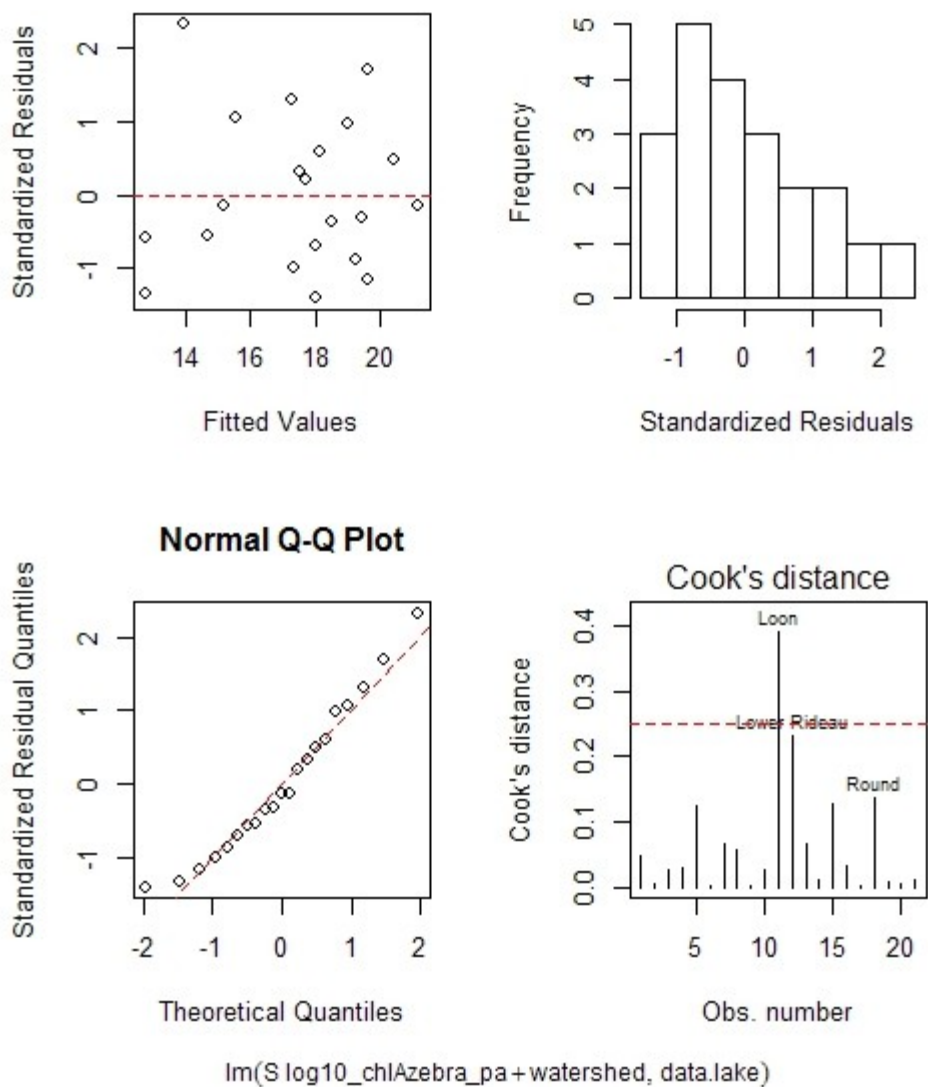 Standardized Residuals
2
1
0
-1
14 16 18 20
Fitted Values
Frequency
5
4
3
2
1
0
-1 0 1 2
Standardized Residuals
Normal Q-Q Plot
Standardized Residual Quantiles
2
1
0
-1
-2 -1 0 1 2
Theoretical Quantiles
Cook's distance
Cook's distance
0.4
0.3
0.2
0.1
0.0
Loon
Lower Rideau
Round
5 10 15 20
Obs. number
lm(S log10_chlAzebra_pa + watershed, data.lake)